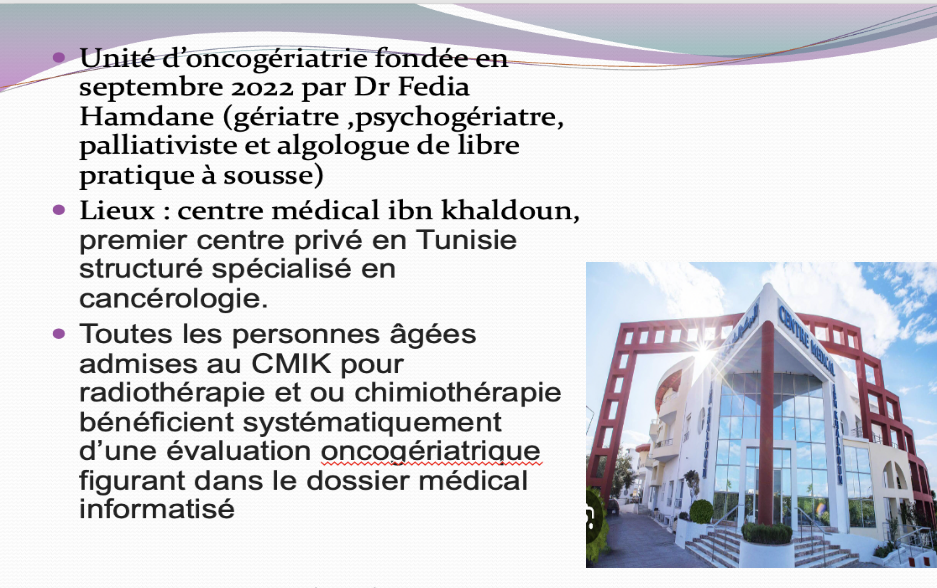 Unité d’oncogériatrie fondée en
septembre 2022 par Dr Fedia
Hamdane (gériatre ,psychogériatre,
palliativiste et algologue de libre
pratique à sousse)
Lieux : centre médical ibn khaldoun,
premier centre privé en Tunisie
structuré spécialisé en
cancérologie.
Toutes les personnes âgées
admises au CMIK pour
radiothérapie et ou chimiothérapie
bénéficient systématiquement
d’une évaluation oncogériatrique
figurant dans le dossier médical
informatisé
CENTRE MEDICAL
IBN KHALDOUN